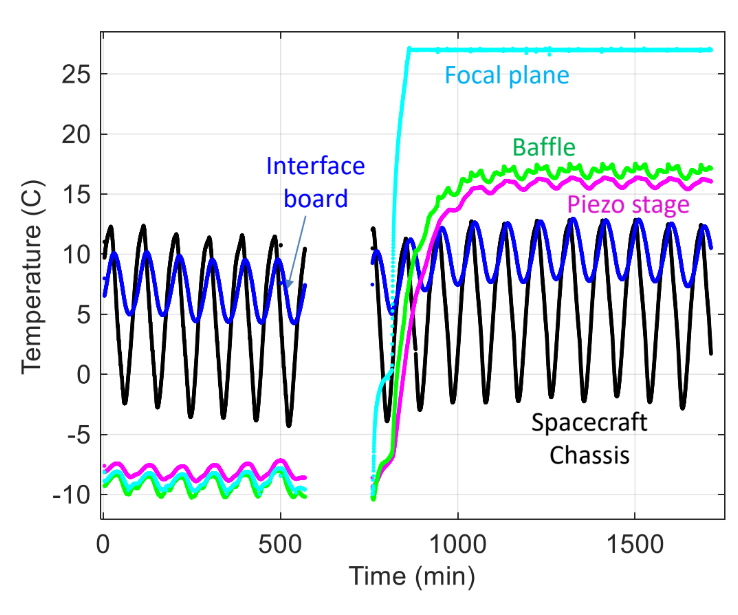 25
20
15
10
5
0
-5
-10
0
500
1000
1500
Temperature (C)
Time (min)
Focal plane
Baffle
Interface
board
Piezo stage
Spacecraft
Chassis